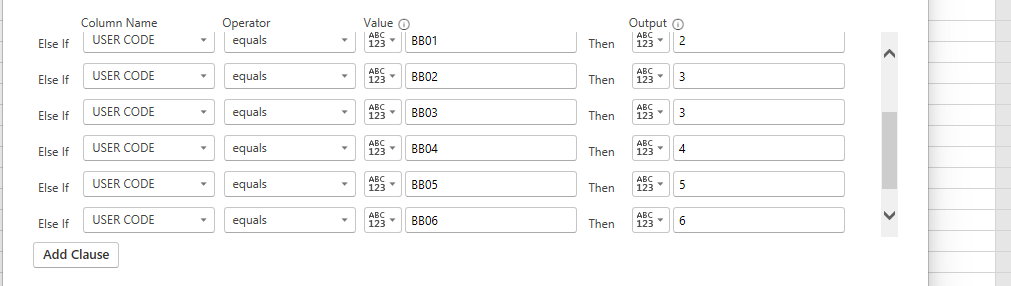 Column Name Operator Value Output
Else If USER CODE equals ABC 123 BB01 Then ABC 123 2
Else If USER CODE equals ABC 123 BB02 Then ABC 123 3
Else If USER CODE equals ABC 123 BB03 Then ABC 123 3
Else If USER CODE equals ABC 123 BB04 Then ABC 123 4
Else If USER CODE equals ABC 123 BB05 Then ABC 123 5
Else If USER CODE equals ABC 123 BB06 Then ABC 123 6
Add Clause